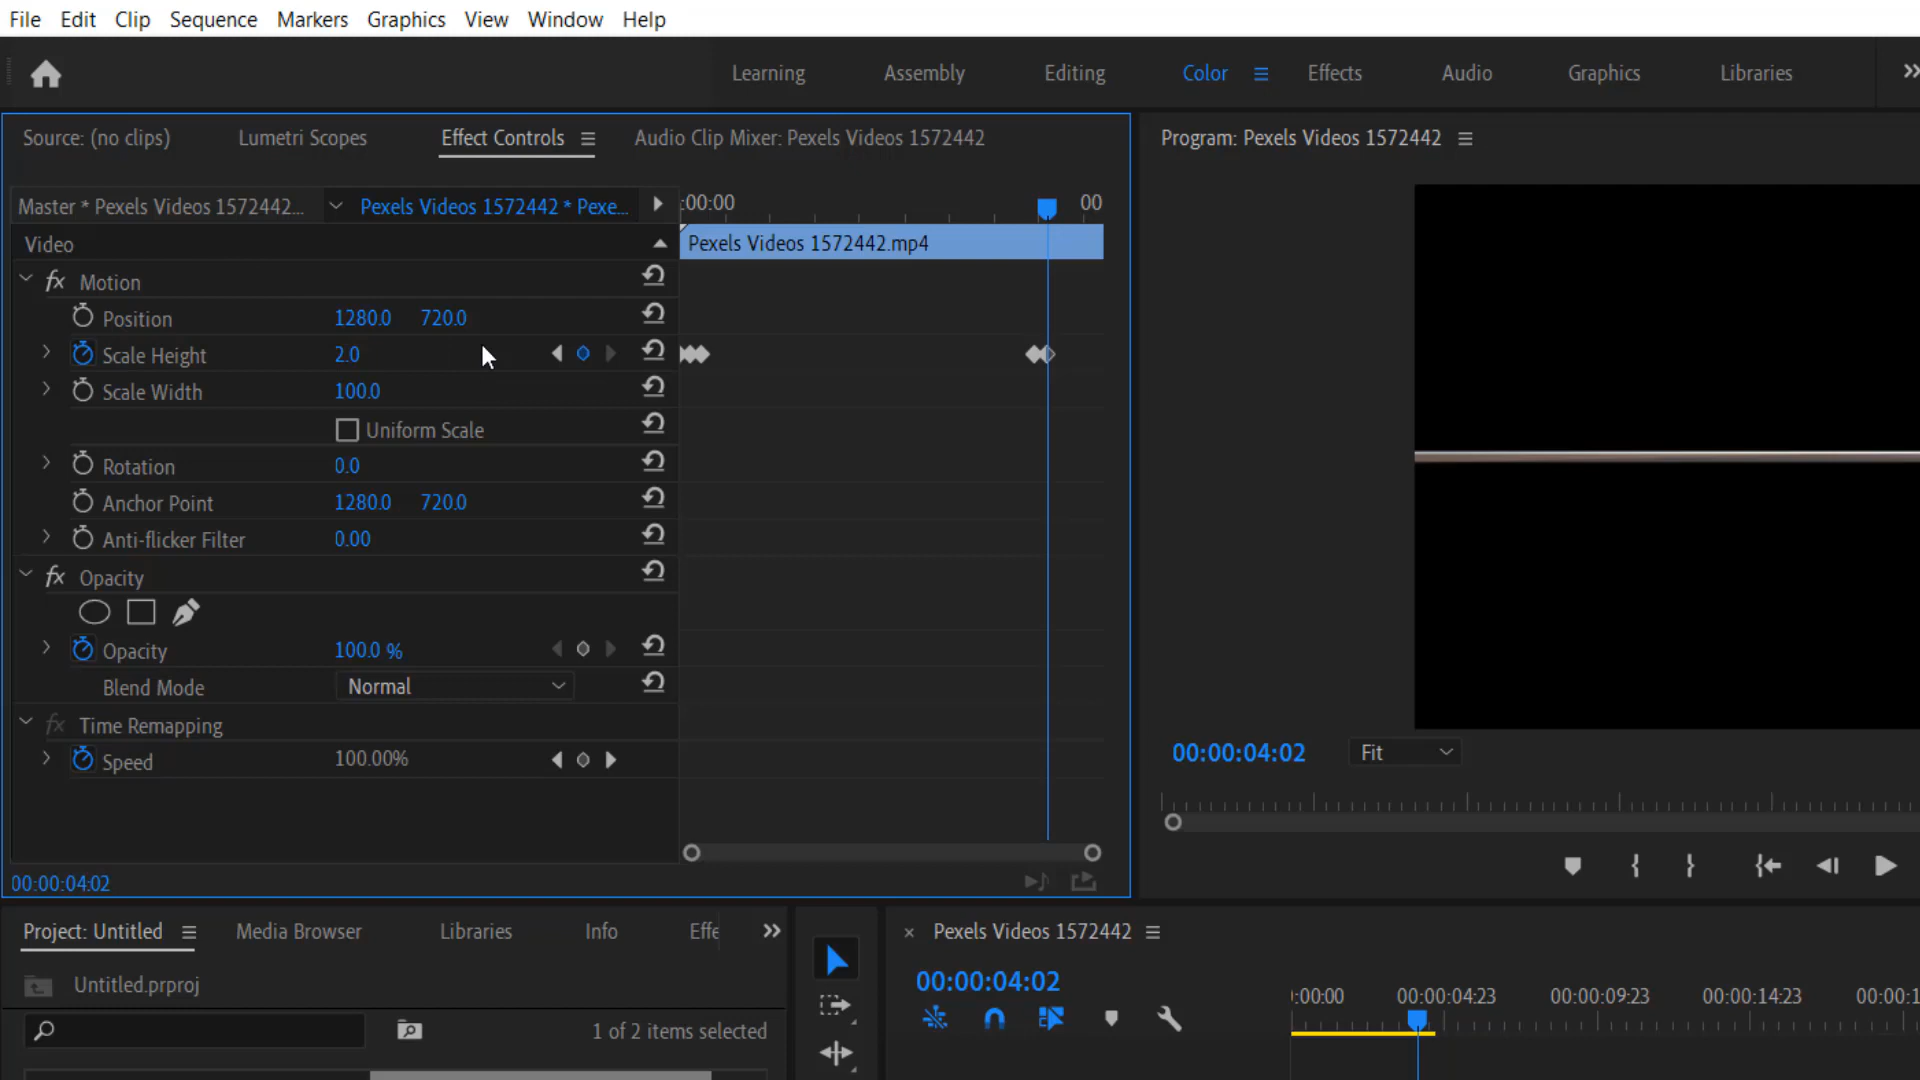 File Edit Clip Sequence Markers Graphics View Window Help
Learning Assembly Editing Color Effects Audio Graphics Libraries
Source: (no clips) Lumetri Scopes Effect Controls Audio Clip Mixer: Pexels Videos 1572442
Program: Pexels Videos 1572442
Master * Pexels Videos 1572442... Pexels Videos 1572442 * Pexe... :00:00 00
Video Pexels Videos 1572442.mp4
fx Motion
Position 1280.0 720.0
Scale Height 2.0
Scale Width 100.0
Uniform Scale
Rotation 0.0
Anchor Point 1280.0 720.0
Anti-flicker Filter 0.00
fx Opacity
Opacity 100.0 %
Blend Mode Normal
fx Time Remapping
Speed 100.00%
00:00:04:02
00:00:04:02 Fit
Project: Untitled Media Browser Libraries Info Effe
Untitled.prproj
1 of 2 items selected
Pexels Videos 1572442
00:00:04:02
:00:00 00:00:04:23 00:00:09:23 00:00:14:23 00:00:1